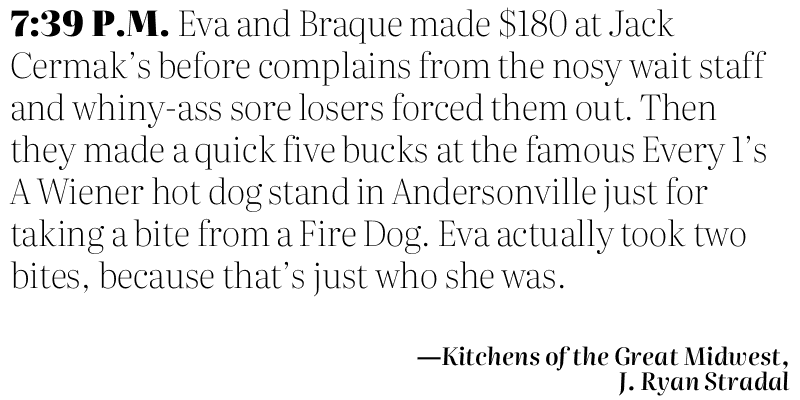 7:39 P.M. Eva and Braque made $180 at Jack
Cermak's before complains from the nosy wait staff
and whiny-ass sore losers forced them out. Then
they made a quick five bucks at the famous Every 1's
A Wiener hot dog stand in Andersonville just for
taking a bite from a Fire Dog. Eva actually took two
bites, because that's just who she was.
—Kitchens of the Great Midwest,
J. Ryan Stradal